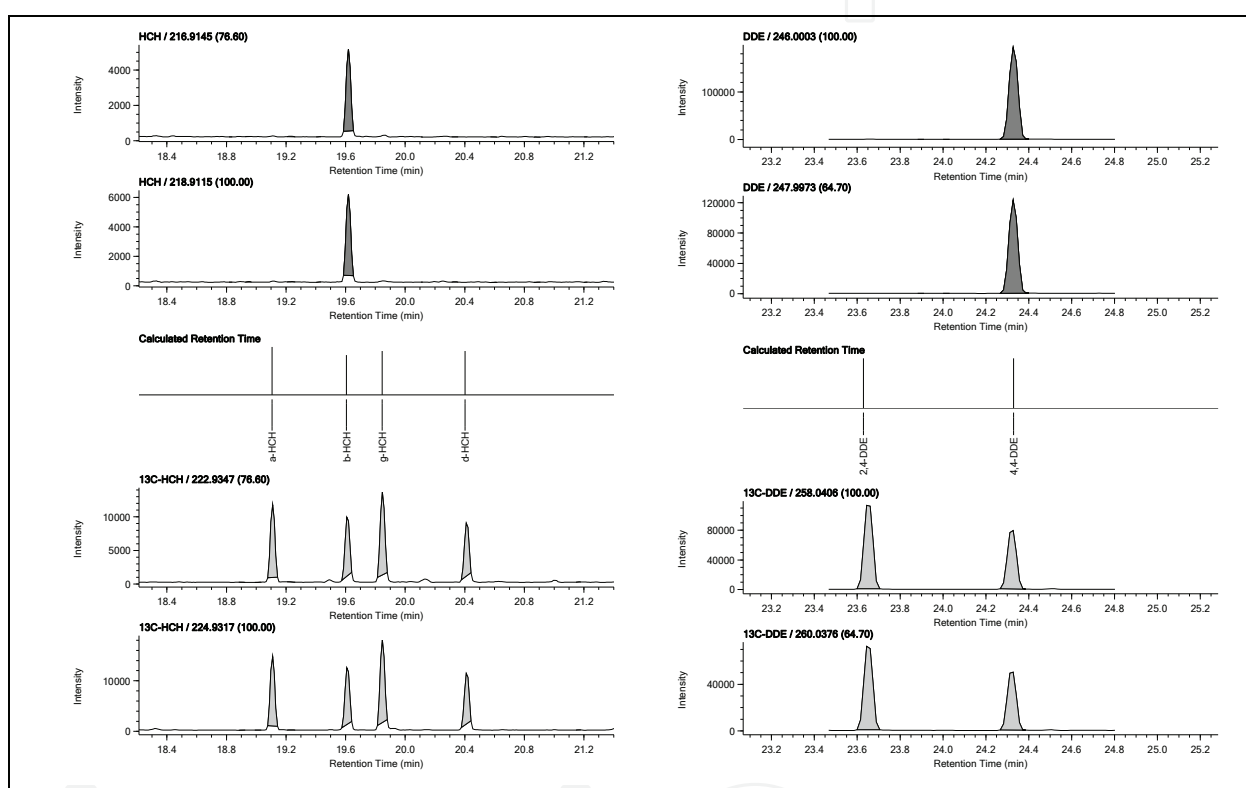 HCH / 216.9145 (76.60)
Intensity
4000
2000
0
18.4 18.8 19.2 19.6 20.0 20.4 20.8 21.2
Retention Time (min)
HCH / 218.9115 (100.00)
Intensity
6000
4000
2000
0
18.4 18.8 19.2 19.6 20.0 20.4 20.8 21.2
Retention Time (min)
Calculated Retention Time
a-HCH
b-HCH
g-HCH
d-HCH
13C-HCH / 222.9347 (76.60)
Intensity
10000
5000
0
18.4 18.8 19.2 19.6 20.0 20.4 20.8 21.2
Retention Time (min)
13C-HCH / 224.9317 (100.00)
Intensity
10000
0
18.4 18.8 19.2 19.6 20.0 20.4 20.8 21.2
Retention Time (min)
DDE / 246.0003 (100.00)
Intensity
100000
0
23.2 23.4 23.6 23.8 24.0 24.2 24.4 24.6 24.8 25.0 25.2
Retention Time (min)
DDE / 247.9973 (64.70)
Intensity
120000
80000
40000
0
23.2 23.4 23.6 23.8 24.0 24.2 24.4 24.6 24.8 25.0 25.2
Retention Time (min)
Calculated Retention Time
2,4-DDE
4,4-DDE
13C-DDE / 258.0406 (100.00)
Intensity
80000
40000
0
23.2 23.4 23.6 23.8 24.0 24.2 24.4 24.6 24.8 25.0 25.2
Retention Time (min)
13C-DDE / 260.0376 (64.70)
Intensity
40000
0
23.2 23.4 23.6 23.8 24.0 24.2 24.4 24.6 24.8 25.0 25.2
Retention Time (min)